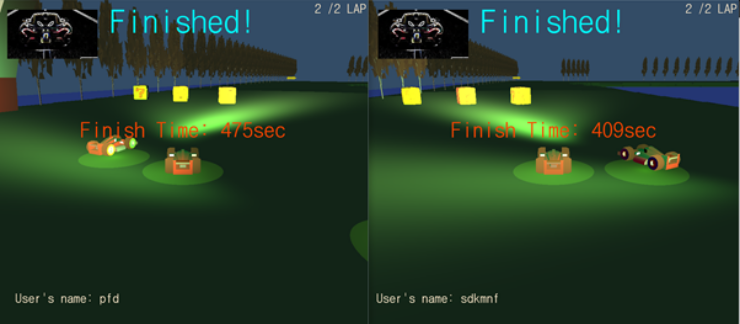 2 /2 LAP
Finished!
Finish Time: 475sec
User's name: pfd
2 /2 LAP
Finished!
Finish Time: 409sec
User's name: sdkmnf